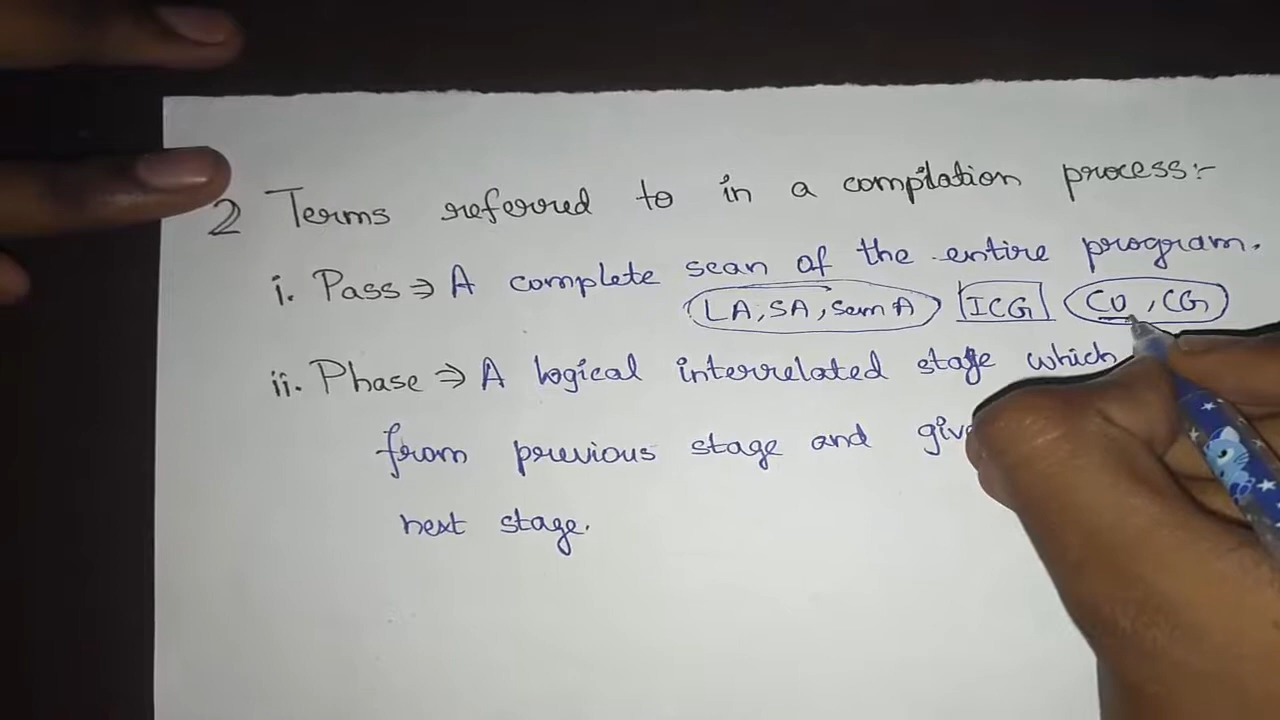 2 Terms referred to in a compilation process:-
i. Pass ⇒ A complete scan of the entire program.
LA, SA, Sem A ICG CO, CG
ii. Phase ⇒ A logical interrelated stage which
from previous stage and
next stage.